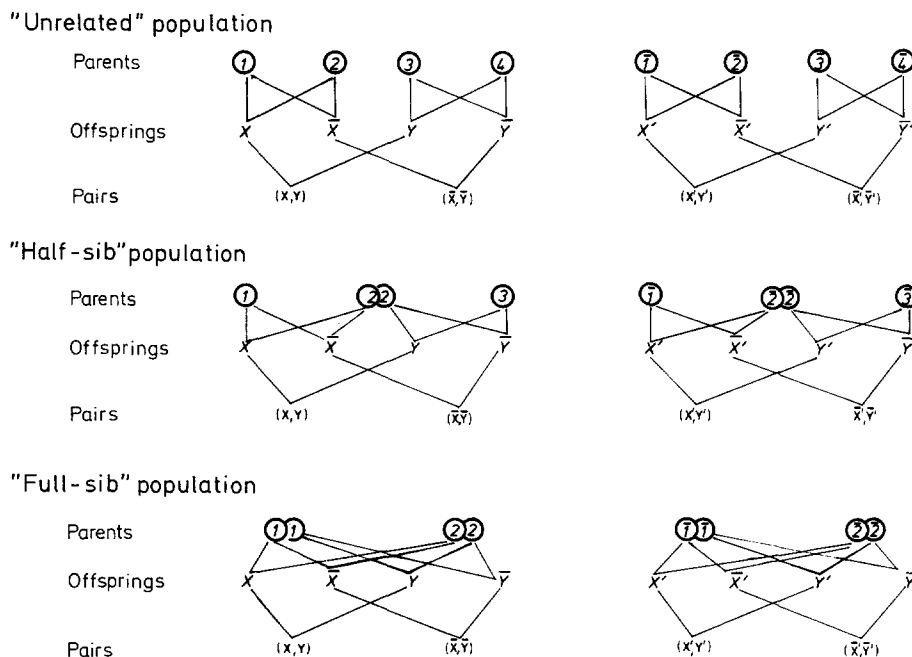 "Unrelated" population
Parents 1 2 3 4 1̄ 2̄ 3̄ 4̄
Offsprings X X̄ Y Ȳ X' X̄' Y' Ȳ'
Pairs (X,Y) (X̄,Ȳ) (X',Y') (X̄',Ȳ')
"Half-sib" population
Parents 1 2 2 3 1̄ 2̄ 2̄ 3̄
Offsprings X X̄ Y Ȳ X' X̄' Y' Ȳ
Pairs (X,Y) (X̄,Ȳ) (X',Y') (X̄',Ȳ'
"Full-sib" population
Parents 1 1 2 2 1̄ 1̄ 2̄ 2̄
Offsprings X X̄ Y Ȳ X' X̄' Y' Ȳ
Pairs (X,Y) (X̄,Ȳ) (X',Y') (X̄',Ȳ')